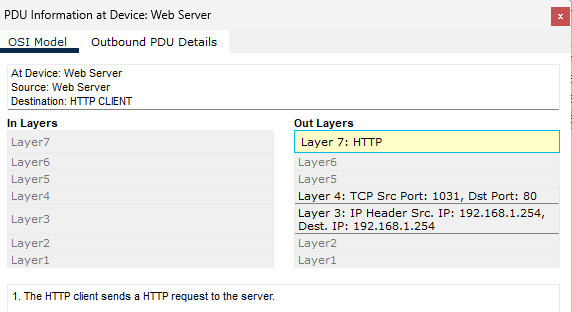 PDU Information at Device: Web Server
x
OSI Model
Outbound PDU Details
At Device: Web Server
Source: Web Server
Destination: HTTP CLIENT
In Layers
Out Layers
Layer7
Layer 7: HTTP
Layer6
Layer6
Layer5
Layer5
Layer4
Layer 4: TCP Src Port: 1031, Dst Port: 80
Layer3
Layer 3: IP Header Src. IP: 192.168.1.254,
Dest. IP: 192.168.1.254
Layer2
Layer2
Layer1
Layer1
1. The HTTP client sends a HTTP request to the server.